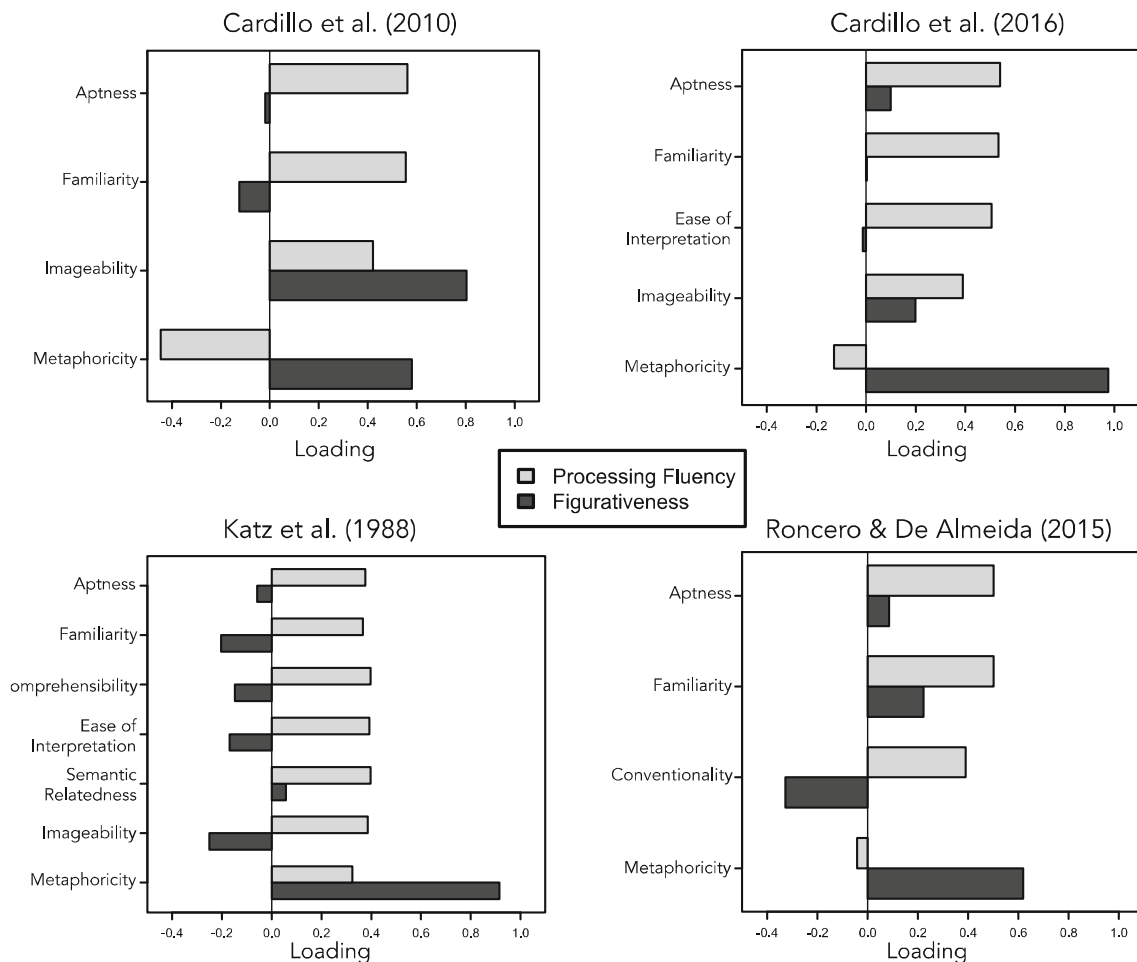 Cardillo et al. (2010)
Aptness
Familiarity
Imageability
Metaphoricity
-0.4 -0.2 0.0 0.2 0.4 0.6 0.8 1.0
Loading
Cardillo et al. (2016)
Aptness
Familiarity
Ease of
Interpretation
Imageability
Metaphoricity
-0.4 -0.2 0.0 0.2 0.4 0.6 0.8 1.0
Loading
Processing Fluency
Figurativeness
Katz et al. (1988)
Aptness
Familiarity
omprehensibility
Ease of
Interpretation
Semantic
Relatedness
Imageability
Metaphoricity
-0.4 -0.2 0.0 0.2 0.4 0.6 0.8 1.0
Loading
Roncero & De Almeida (2015)
Aptness
Familiarity
Conventionality
Metaphoricity
-0.4 -0.2 0.0 0.2 0.4 0.6 0.8 1.0
Loading